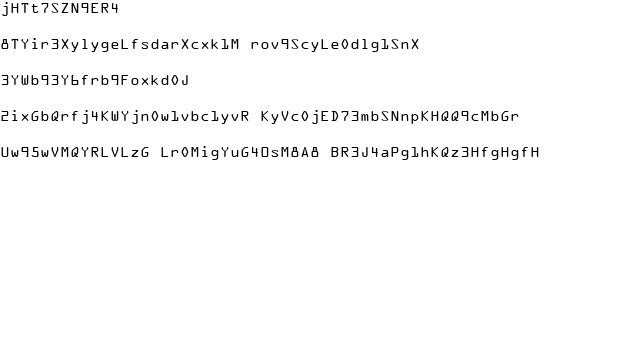 jHTt7SZN9ER4
8TYir3XylygeLfsdarXcxk1M rov9ScyLe0dlg1SnX
3YWb93Y6frb9Foxkd0J
2ixGbQrfj4KWYjn0w1vbc1yvR KyVc0jED73mbSNnpKHQQ9cMbGr
Uw95wVMQYRLVLzG Lr0MigYuG4OsM8A8 BR3J4aPg1hKQz3HfgHgfH